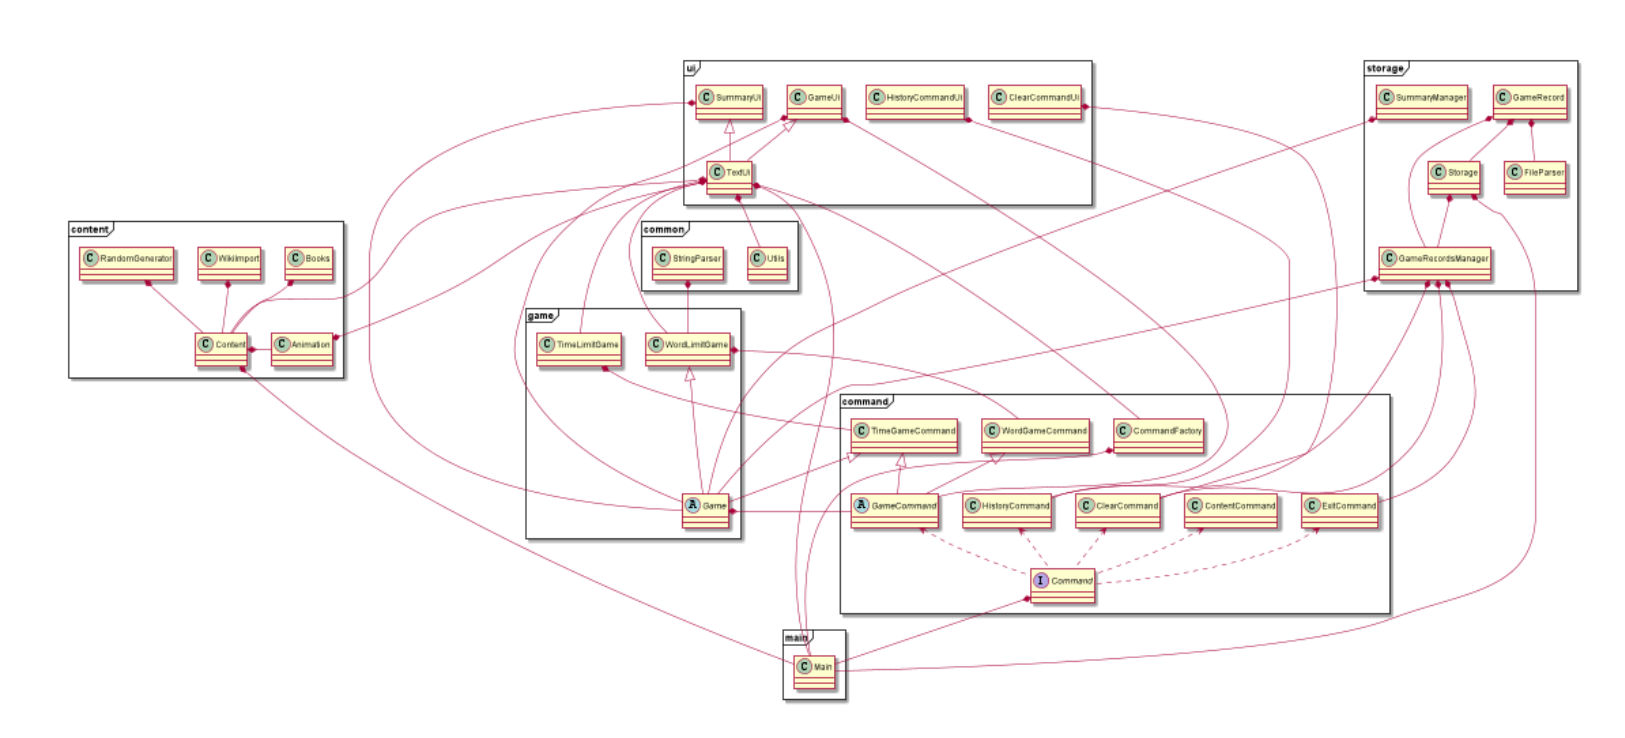 ui
C SummaryUi
C GameUi
C HistoryCommandUi
C ClearCommandUi
C TextUi
storage
C SummaryManager
C GameRecord
C Storage
C FileParser
C GameRecordsManager
content
C RandomGenerator
C WikiImport
C Books
C Content
C Animation
common
C StringParser
C Utils
game
C TimeLimitGame
C WordLimitGame
A Game
command
C TimeGameCommand
C WordGameCommand
C CommandFactory
A GameCommand
C HistoryCommand
C ClearCommand
C ContentCommand
C ExitCommand
I Command
main
C Main